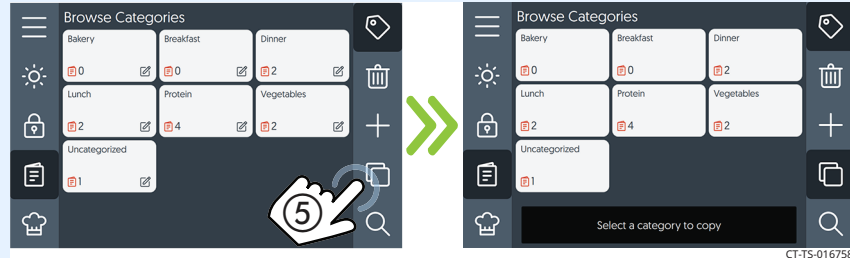 Browse Categories
Bakery Breakfast Dinner
0 0 2
Lunch Protein Vegetables
2 4 2
Uncategorized
1
5
Browse Categories
Bakery Breakfast Dinner
0 0 2
Lunch Protein Vegetables
2 4 2
Uncategorized
1
Select a category to copy
CT-TS-016758